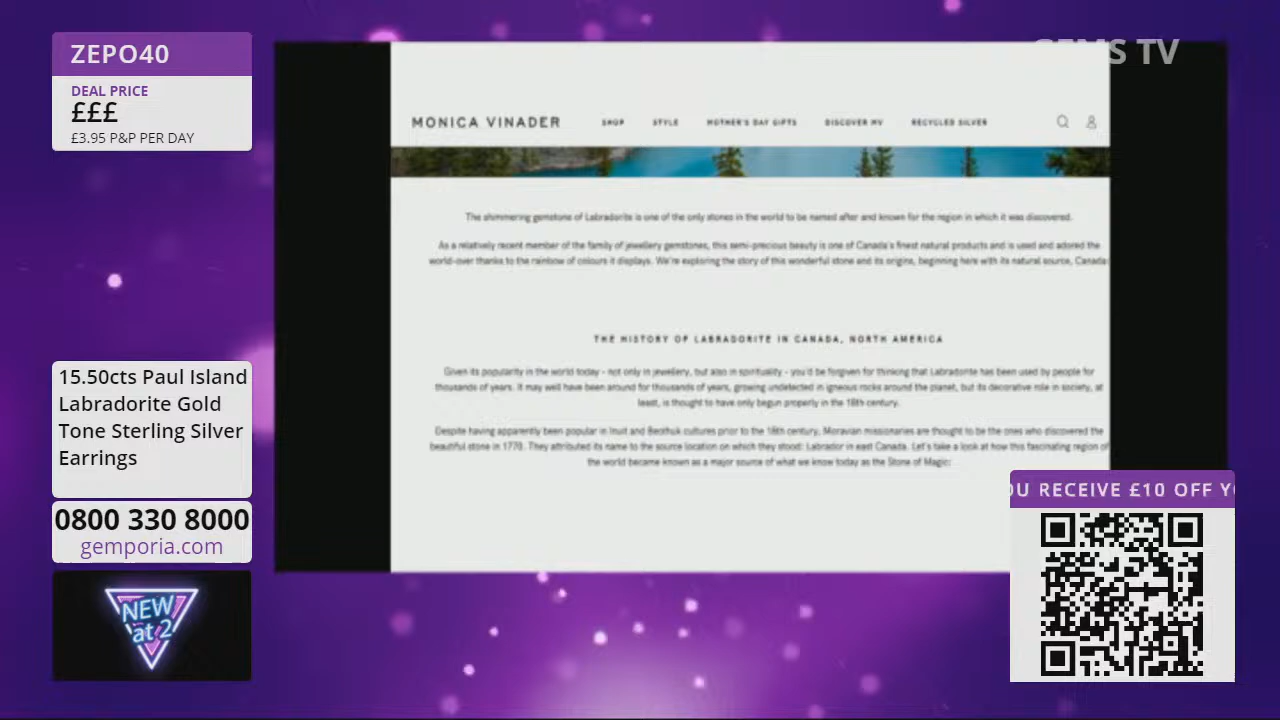 ZEPO40
DEAL PRICE
£££
£3.95 P&P PER DAY
GEMS TV
MONICA VINADER
SHOP
STYLE
MOTHER'S DAY GIFTS
DISCOVER MV
RECYCLED SILVER
The shimmering gemstone of Labradorite is one of the only stones in the world to be named after and known for the region in which it was discovered.
As a relatively recent member of the family of jewellery gemstones, this semi-precious beauty is one of Canada's finest natural products and is used and adored the
world-over thanks to the rainbow of colours it displays. We're exploring the story of this wonderful stone and its origins, beginning here with its natural source, Canada:
THE HISTORY OF LABRADORITE IN CANADA, NORTH AMERICA
Given its popularity in the world today - not only in jewellery, but also in spirituality - you'd be forgiven for thinking that Labradorite has been used by people for
thousands of years. It may well have been around for thousands of years, growing undetected in igneous rocks around the planet, but its decorative role in society, at
least, is thought to have only begun properly in the 18th century.
Despite having apparently been popular in Inuit and Beothuk cultures prior to the 18th century, Moravian missionaries are thought to be the ones who discovered the
beautiful stone in 1770. They attributed its name to the source location on which they stood: Labrador in east Canada. Let's take a look at how this fascinating region of
the world became known as a major source of what we know today as the Stone of Magic:
15.50cts Paul Island
Labradorite Gold
Tone Sterling Silver
Earrings
0800 330 8000
gemporia.com
NEW
at 2
OU RECEIVE £10 OFF Y